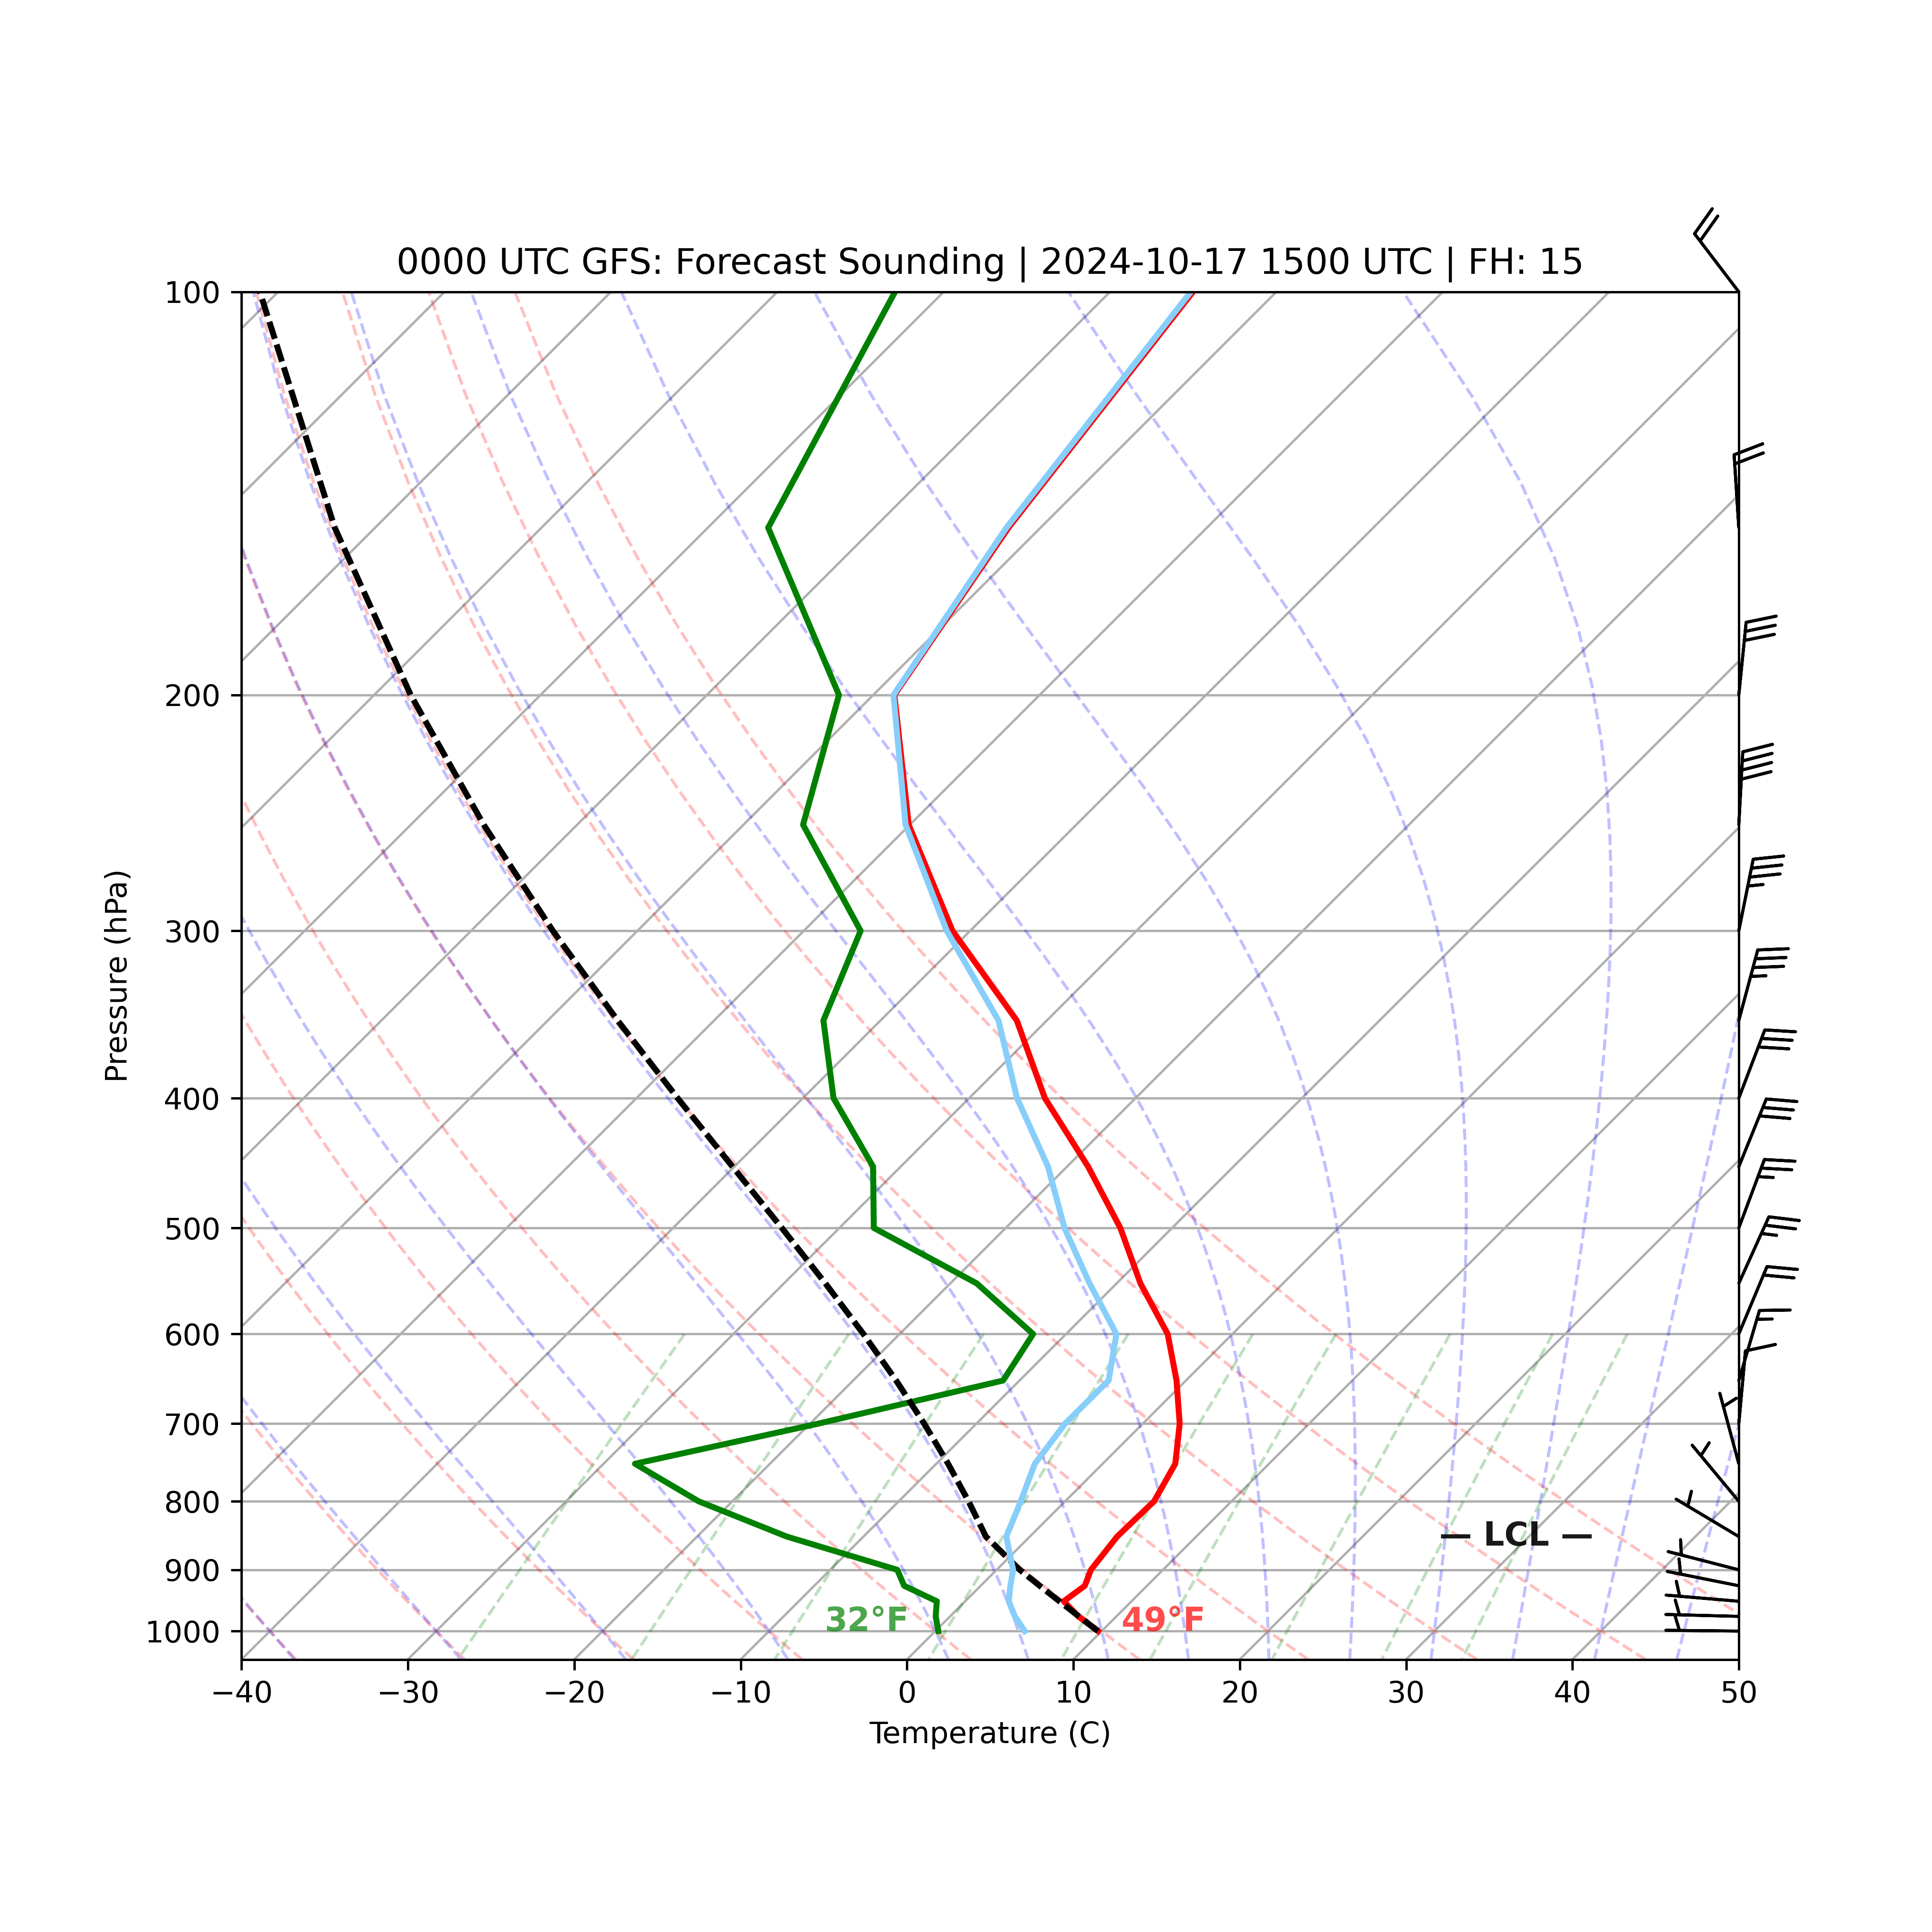 0000 UTC GFS: Forecast Sounding | 2024-10-17 1500 UTC | FH: 15
100
200
300
400
500
600
700
800
900
1000
Pressure (hPa)
— LCL —
32°F
49°F
−40 −30 −20 −10 0 10 20 30 40 50
Temperature (C)